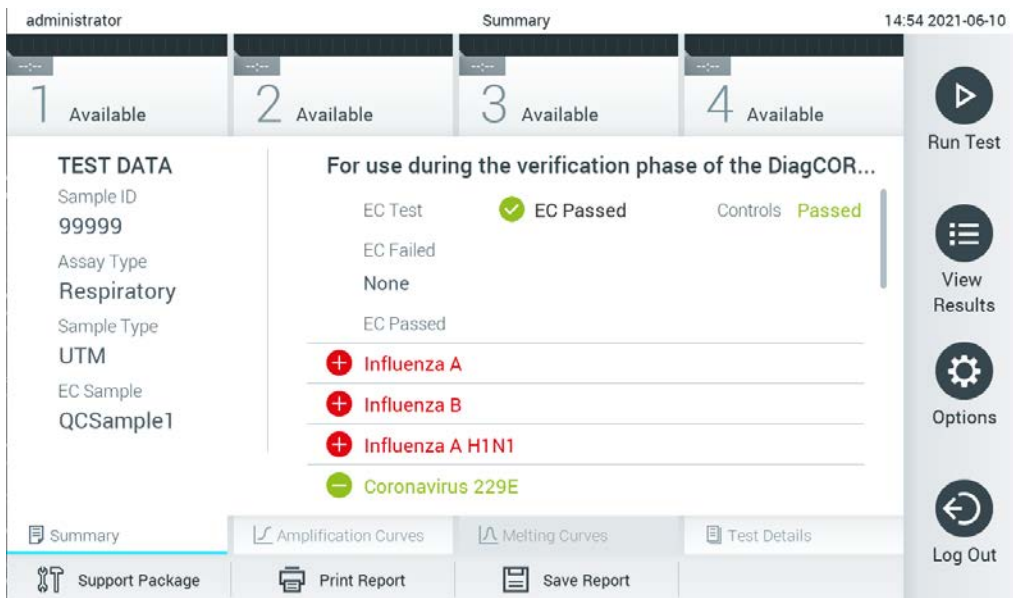 administrator
Summary
14:54 2021-06-10
--:--
1 Available
--:--
2 Available
--:--
3 Available
--:--
4 Available
Run Test
View
Results
Options
Log Out
TEST DATA
Sample ID
99999
Assay Type
Respiratory
Sample Type
UTM
EC Sample
QCSample1
For use during the verification phase of the DiagCOR...
EC Test EC Passed Controls Passed
EC Failed
None
EC Passed
Influenza A
Influenza B
Influenza A H1N1
Coronavirus 229E
Summary
Amplification Curves
Melting Curves
Test Details
Support Package
Print Report
Save Report